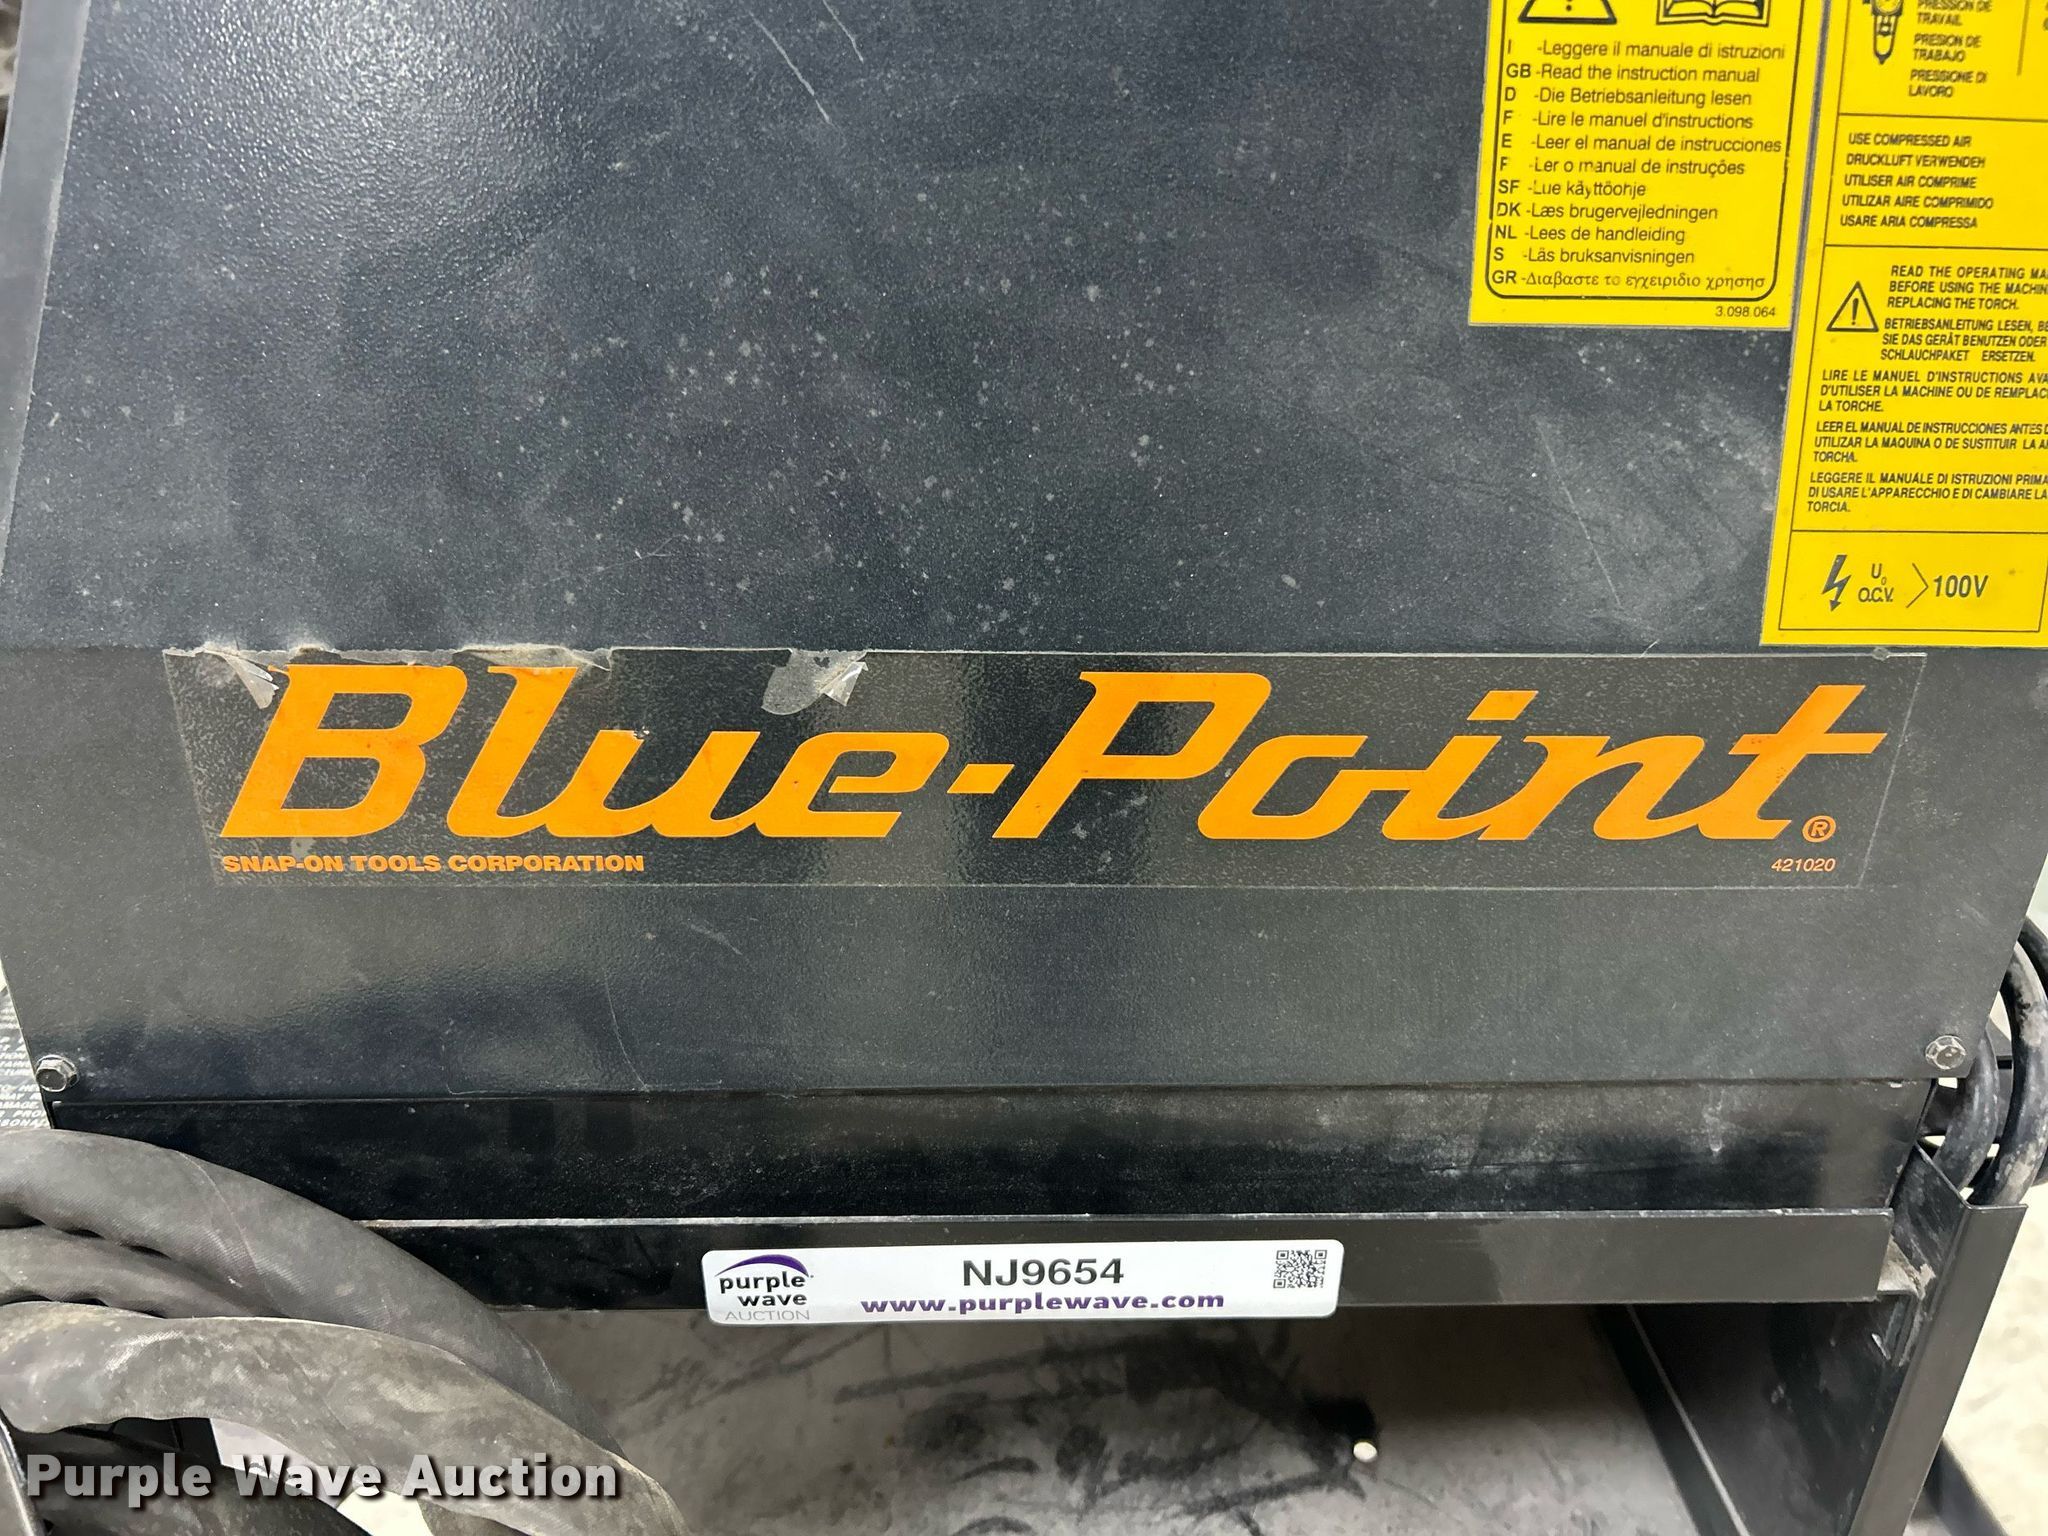 I -Leggere il manuale di istruzioni
GB -Read the instruction manual
D -Die Betriebsanleitung lesen
F -Lire le manuel d'instructions
E -Leer el manual de instrucciones
P -Ler o manual de instruções
SF -Lue käyttöohje
DK -Læs brugervejledningen
NL -Lees de handleiding
S -Läs bruksanvisningen
GR -Διαβαστε το εγχειριδιο χρησησ
3.098.064
PRESSION DE
TRAVAIL
PRESION DE
TRABAJO
PRESSIONE DI
LAVORO
USE COMPRESSED AIR
DRUCKLUFT VERWENDEN
UTILISER AIR COMPRIME
UTILIZAR AIRE COMPRIMIDO
USARE ARIA COMPRESSA
READ THE OPERATING MA
BEFORE USING THE MACHIN
REPLACING THE TORCH.
BETRIEBSANLEITUNG LESEN, BE
SIE DAS GERÄT BENUTZEN ODER
SCHLAUCHPAKET ERSETZEN.
LIRE LE MANUEL D'INSTRUCTIONS AVA
D'UTILISER LA MACHINE OU DE REMPLAC
LA TORCHE.
LEER EL MANUAL DE INSTRUCCIONES ANTES D
UTILIZAR LA MAQUINA O DE SUSTITUIR LA AN
TORCHA.
LEGGERE IL MANUALE DI ISTRUZIONI PRIMA
DI USARE L'APPARECCHIO E DI CAMBIARE LA
TORCIA.
U₀
O.C.V. >100V
Blue-Point®
SNAP-ON TOOLS CORPORATION
421020
purple
wave
AUCTION
NJ9654
www.purplewave.com
Purple Wave Auction